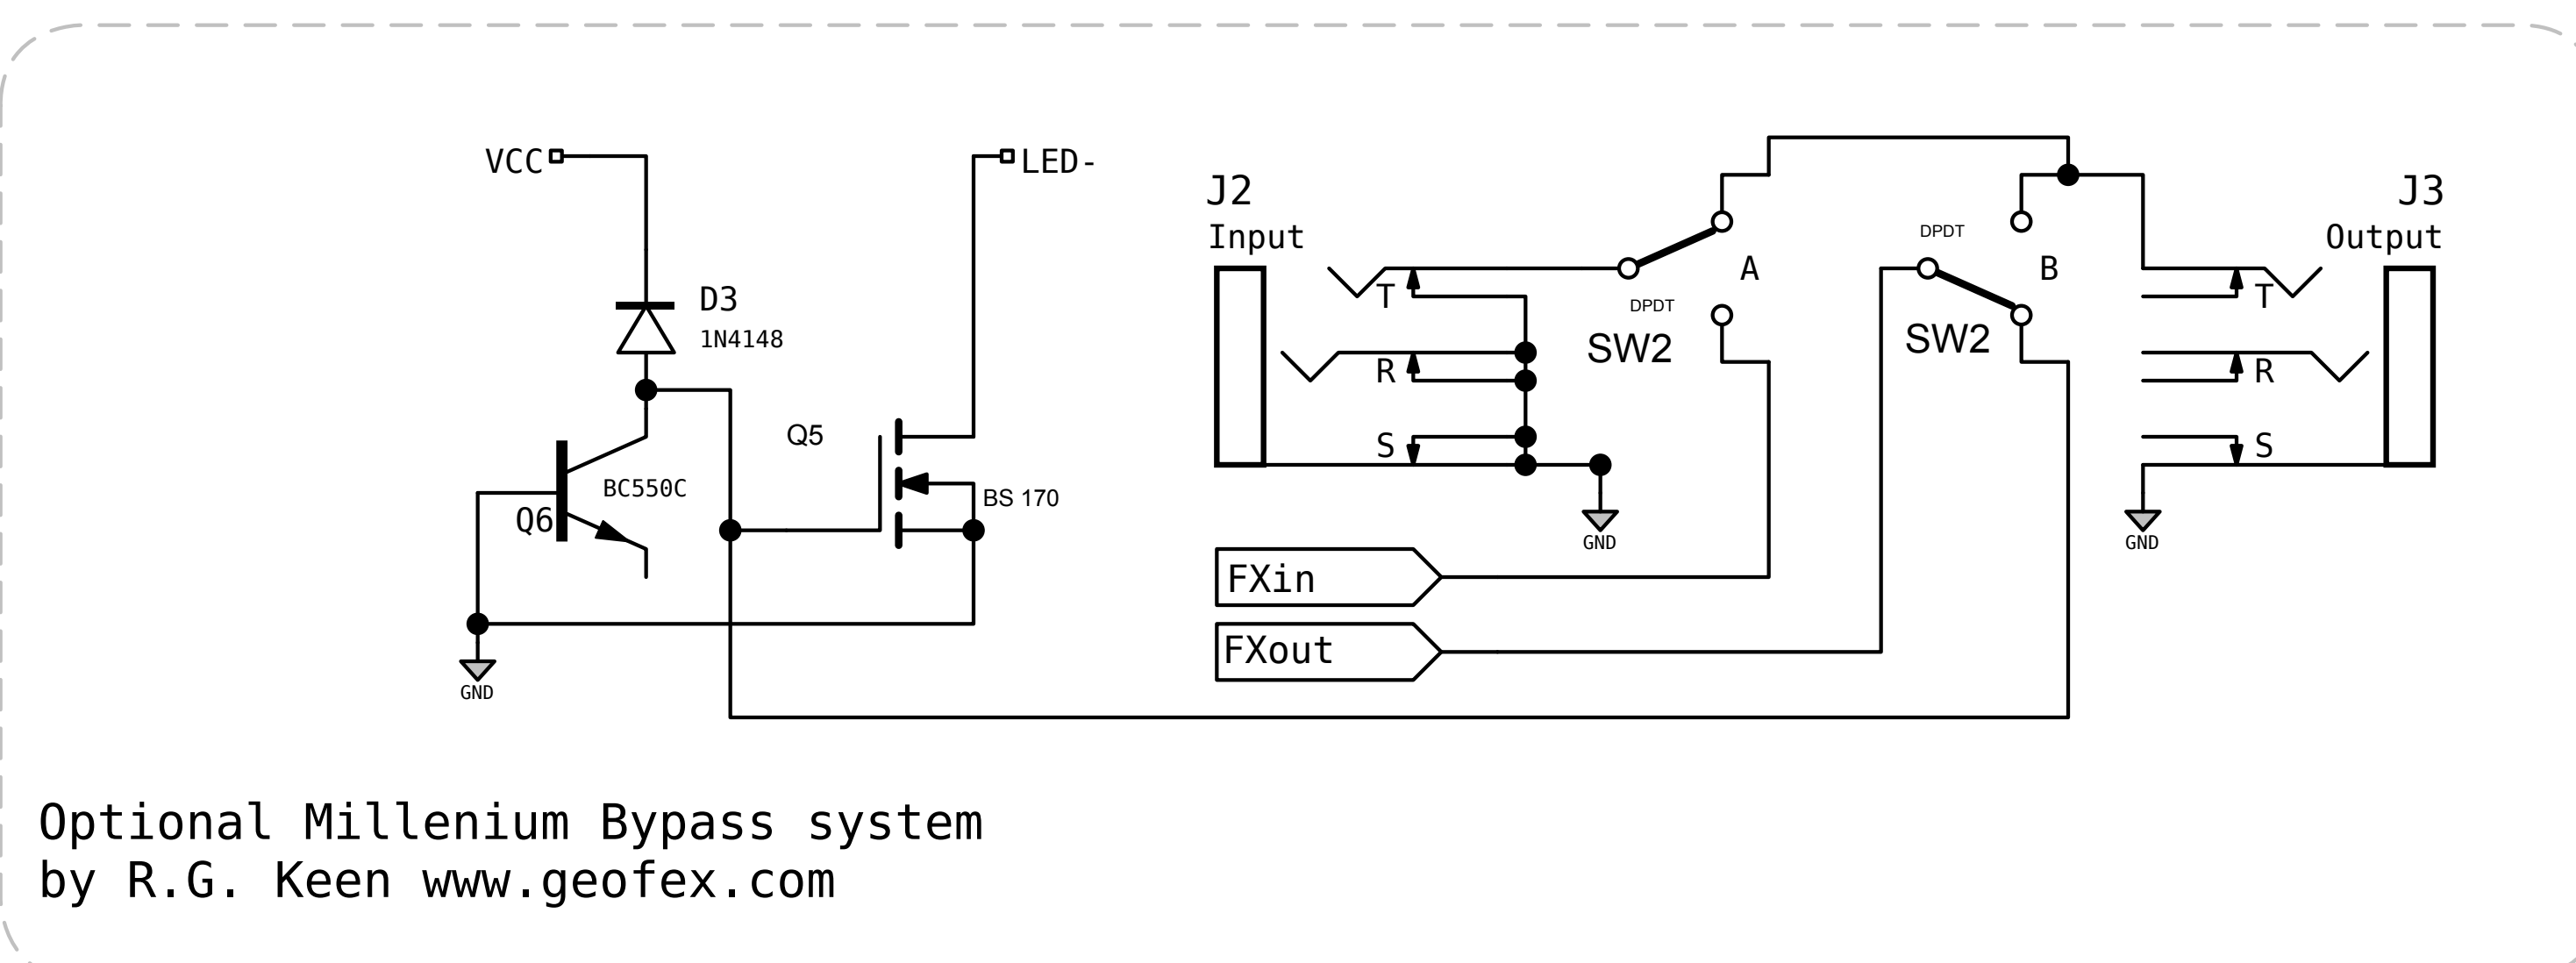 VCC
LED-
D3
1N4148
Q5
BC550C
BS 170
Q6
GND
J2
Input
T
R
S
DPDT
SW2
A
GND
DPDT
SW2
B
J3
Output
T
R
S
GND
FXin
FXout
Optional Millenium Bypass system
by R.G. Keen www.geofex.com